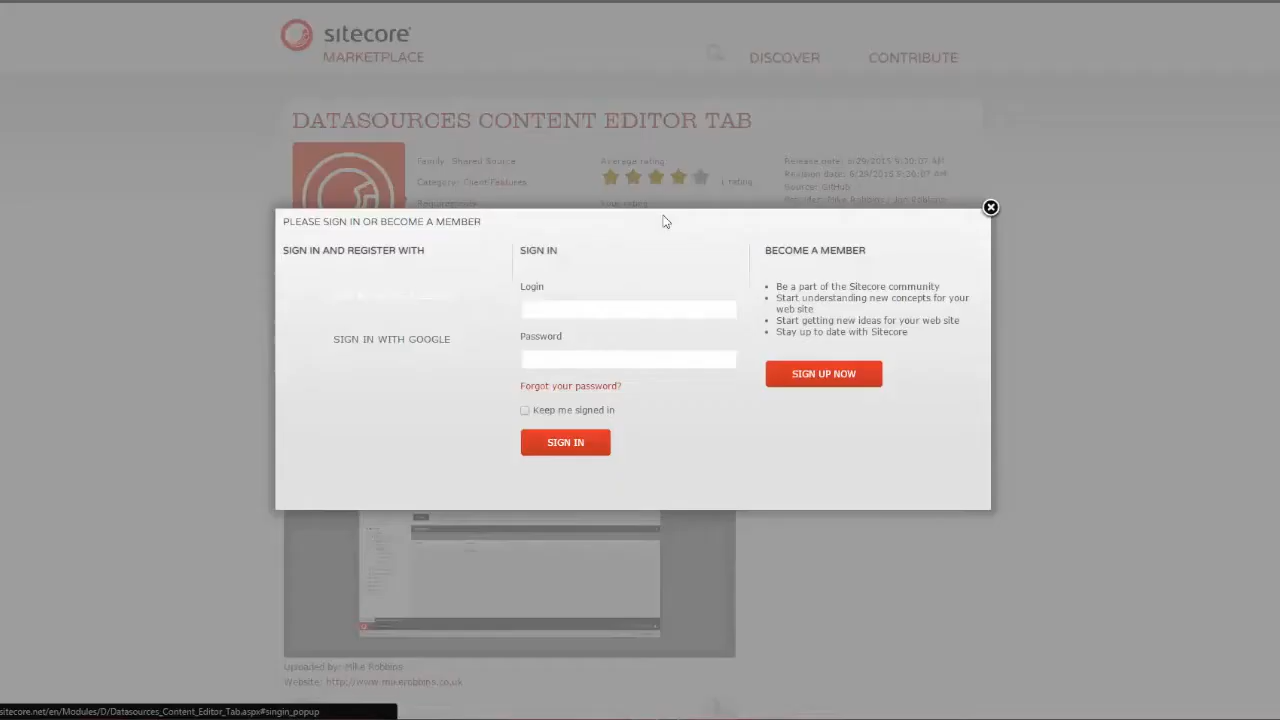 sitecore
MARKETPLACE
DISCOVER
CONTRIBUTE
DATASOURCES CONTENT EDITOR TAB
Family: Shared Source
Average rating:
Category: Client Features
1 rating
Your rating
Source: GitHub
PLEASE SIGN IN OR BECOME A MEMBER
SIGN IN AND REGISTER WITH
SIGN IN WITH GOOGLE
SIGN IN
Login
Password
Forgot your password?
Keep me signed in
SIGN IN
BECOME A MEMBER
Be a part of the Sitecore community
Start understanding new concepts for your
web site
Start getting new ideas for your web site
Stay up to date with Sitecore
SIGN UP NOW
Uploaded by: Mike Robbins
Website: http://www.mikerobbins.co.uk
sitecore.net/en/Modules/D/Datasources_Content_Editor_Tab.aspx#singin_popup